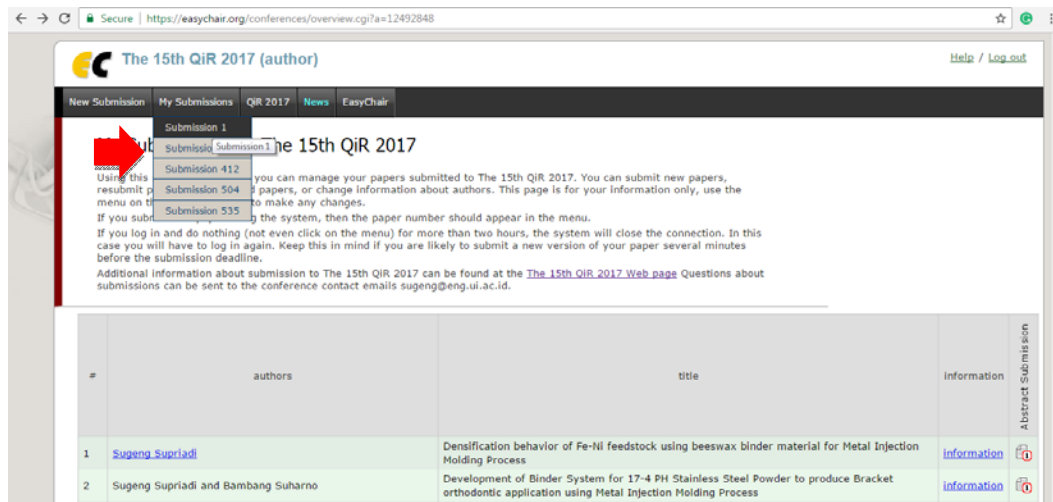 Secure | https://easychair.org/conferences/overview.cgi?a=12492848
EC The 15th QiR 2017 (author)
Help / Log out
New Submission My Submissions QiR 2017 News EasyChair
Submission 1
he 15th QiR 2017
Submissio Submission 1
Submission 412
Submission 504
Submission 535
Using this you can manage your papers submitted to The 15th QiR 2017. You can submit new papers,
resubmit p d papers, or change information about authors. This page is for your information only, use the
menu on th to make any changes.
If you subm g the system, then the paper number should appear in the menu.
If you log in and do nothing (not even click on the menu) for more than two hours, the system will close the connection. In this
case you will have to log in again. Keep this in mind if you are likely to submit a new version of your paper several minutes
before the submission deadline.
Additional information about submission to The 15th QiR 2017 can be found at the The 15th QiR 2017 Web page Questions about
submissions can be sent to the conference contact emails sugeng@eng.ui.ac.id.
# authors title information Abstract Submission
1 Sugeng Supriadi Densification behavior of Fe-Ni feedstock using beeswax binder material for Metal Injection
Molding Process information
2 Sugeng Supriadi and Bambang Suharno Development of Binder System for 17-4 PH Stainless Steel Powder to produce Bracket
orthodontic application using Metal Injection Molding Process information